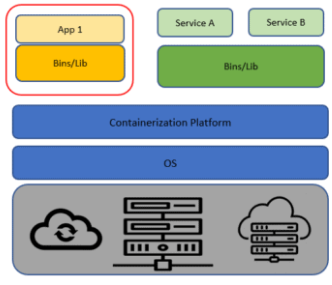 App 1
Service A
Service B
Bins/Lib
Bins/Lib
Containerization Platform
OS